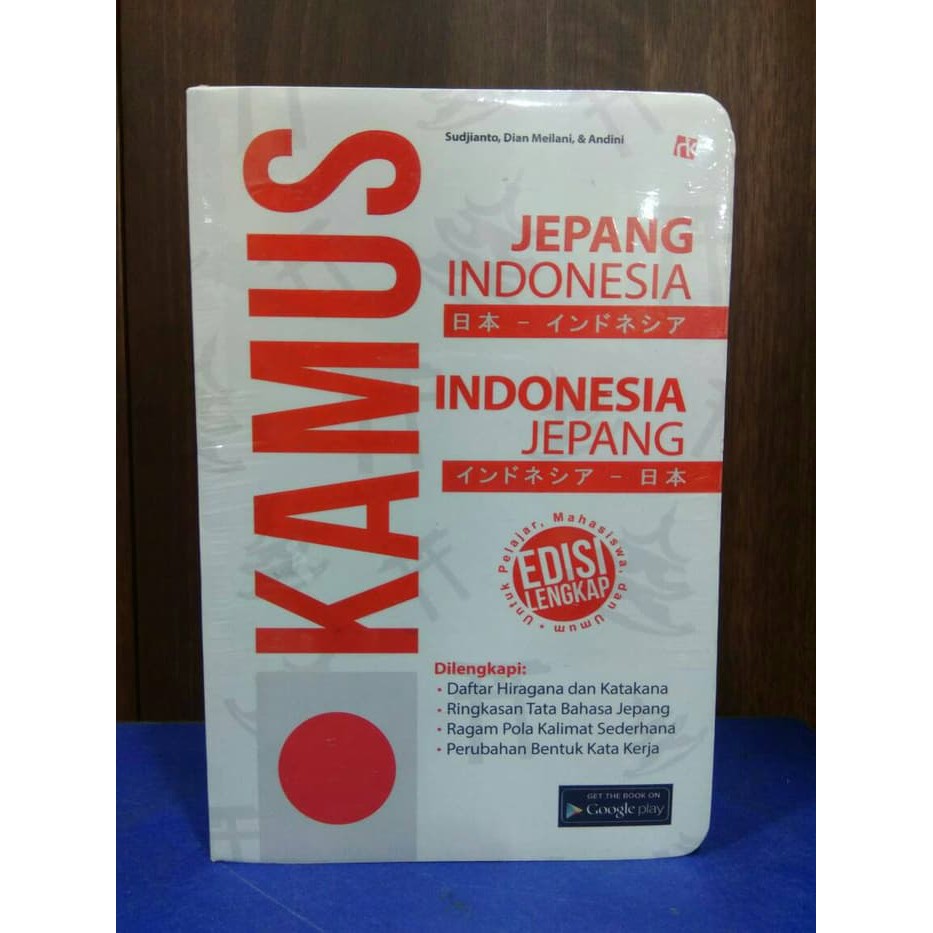 KAMUS
Sudjianto, Dian Meilani, & Andini
rk
JEPANG
INDONESIA
日本 - インドネシア
INDONESIA
JEPANG
インドネシア - 日本
• Untuk Pelajar, Mahasiswa, dan Umum
EDISI
LENGKAP
Dilengkapi:
• Daftar Hiragana dan Katakana
• Ringkasan Tata Bahasa Jepang
• Ragam Pola Kalimat Sederhana
• Perubahan Bentuk Kata Kerja
GET THE BOOK ON
Google play